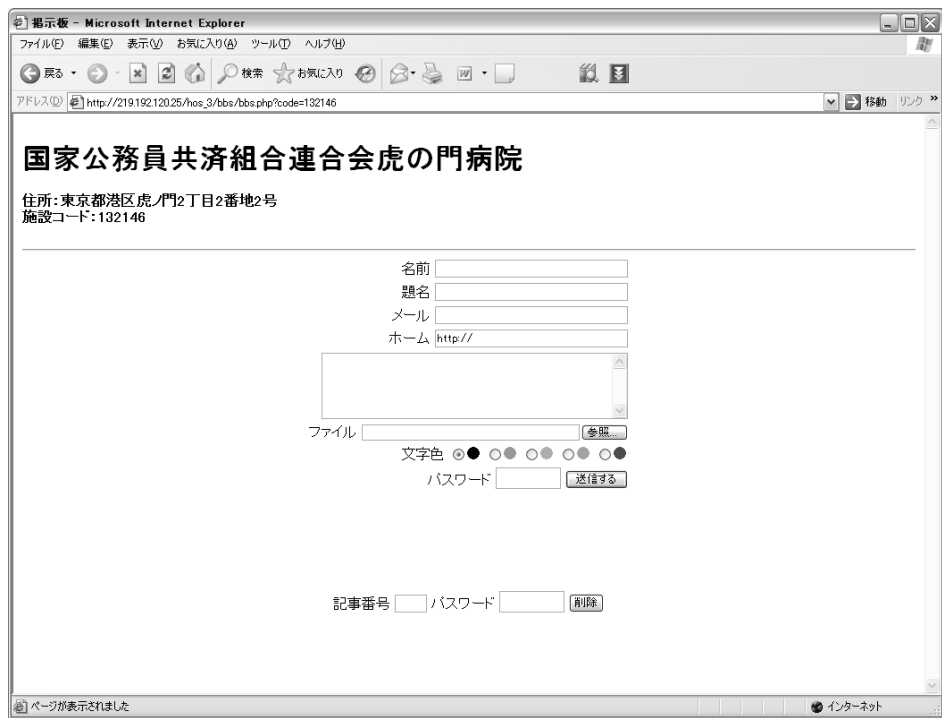 掲示板 - Microsoft Internet Explorer
ファイル(F) 編集(E) 表示(V) お気に入り(A) ツール(T) ヘルプ(H)
戻る 検索 お気に入り
アドレス(D) http://219.192.120.25/hos_3/bbs/bbs.php?code=132146 移動 リンク »
国家公務員共済組合連合会虎の門病院
住所:東京都港区虎ノ門2丁目2番地2号
施設コード:132146
名前
題名
メール
ホーム http://
ファイル 参照...
文字色
パスワード 送信する
記事番号 パスワード 削除
ページが表示されました インターネット